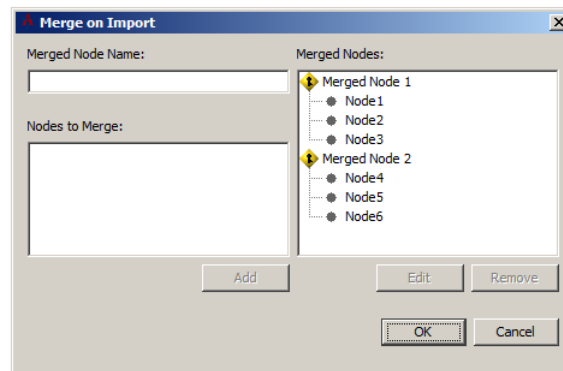 Merge on Import
Merged Node Name:
Nodes to Merge:
Add
Merged Nodes:
Merged Node 1
Node1
Node2
Node3
Merged Node 2
Node4
Node5
Node6
Edit
Remove
OK
Cancel